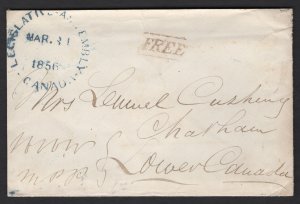 LEGISLATIVE ASSEMBLY
MAR. 31
1856
CANADA
FREE
Mrs Lemuel Cushing
Chatham
Lower Canada